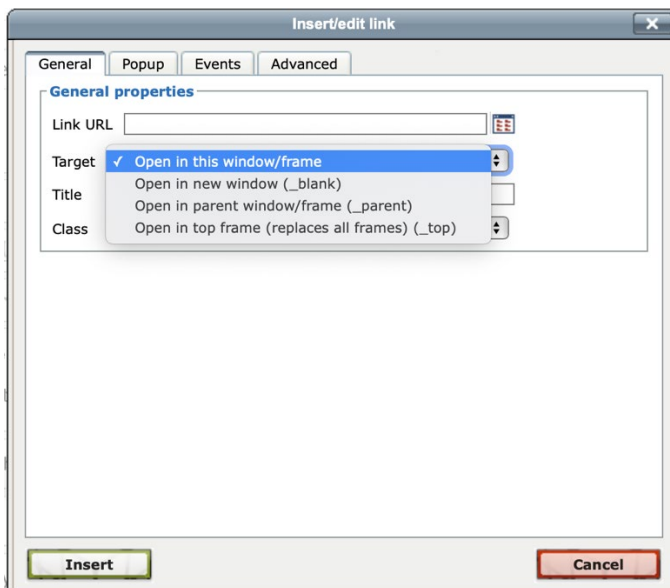 Insert/edit link
General Popup Events Advanced
General properties
Link URL
Target ✓ Open in this window/frame
Open in new window (_blank)
Title
Open in parent window/frame (_parent)
Class Open in top frame (replaces all frames) (_top)
Insert Cancel